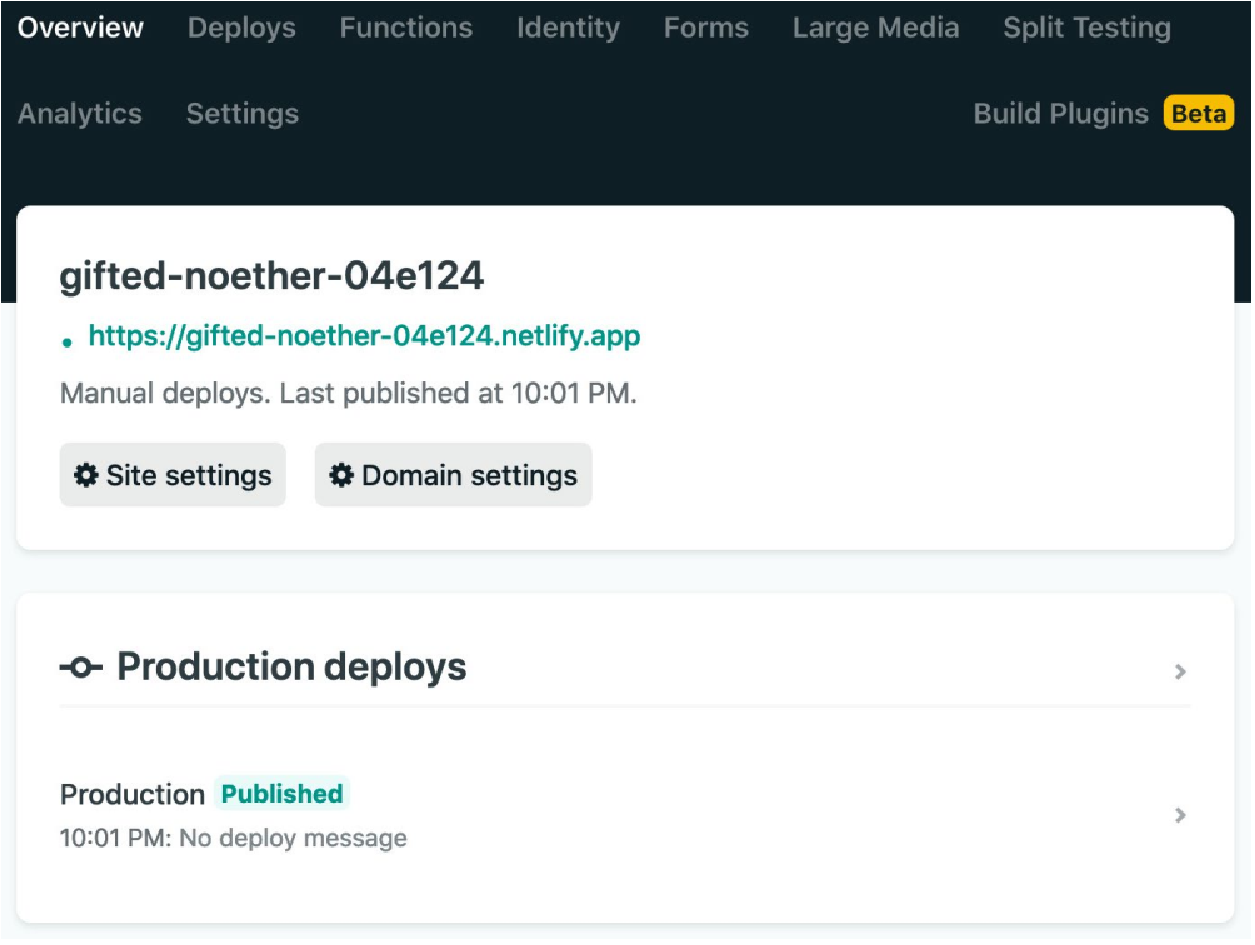 Overview Deploys Functions Identity Forms Large Media Split Testing
Analytics Settings Build Plugins Beta
gifted-noether-04e124
https://gifted-noether-04e124.netlify.app
Manual deploys. Last published at 10:01 PM.
Site settings Domain settings
Production deploys
Production Published
10:01 PM: No deploy message